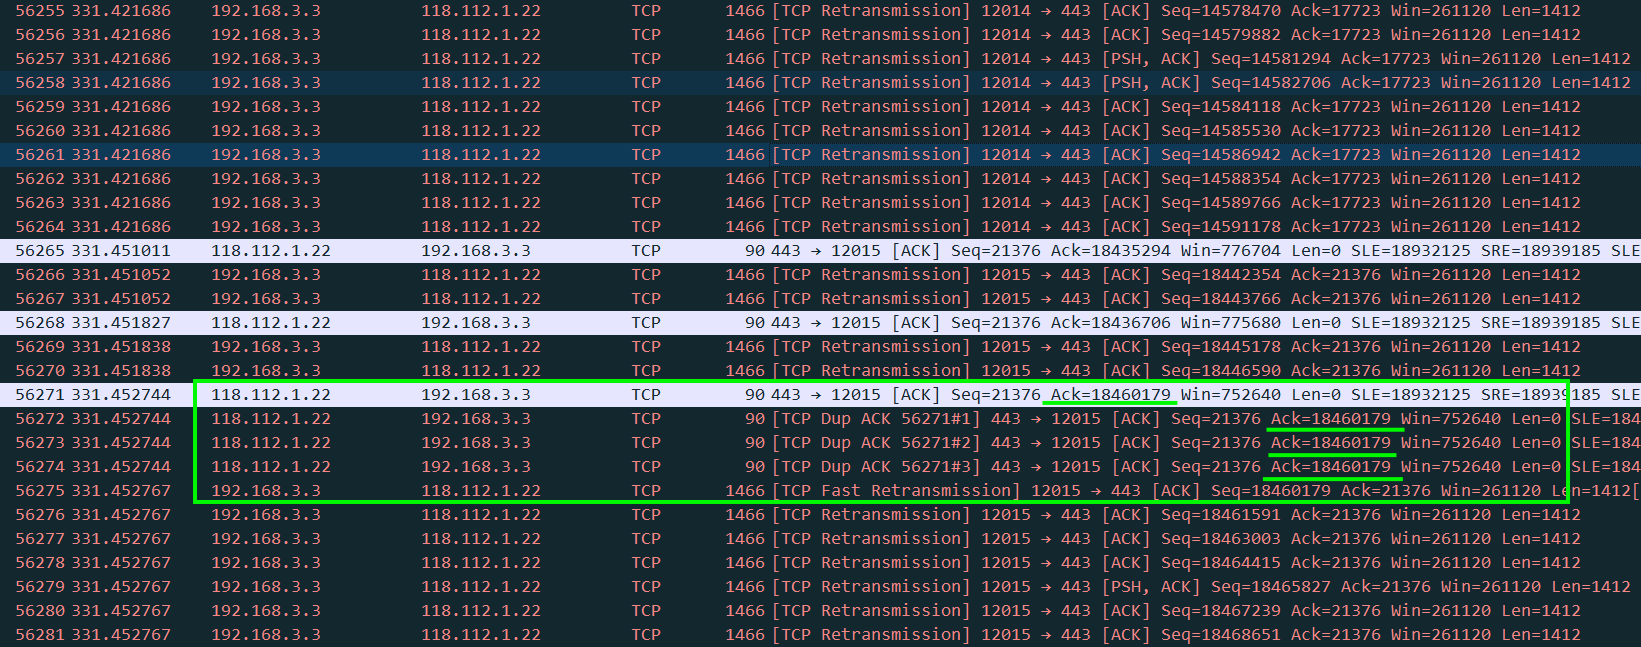 56255 331.421686 192.168.3.3 118.112.1.22 TCP 1466 [TCP Retransmission] 12014 → 443 [ACK] Seq=14578470 Ack=17723 Win=261120 Len=1412
56256 331.421686 192.168.3.3 118.112.1.22 TCP 1466 [TCP Retransmission] 12014 → 443 [ACK] Seq=14579882 Ack=17723 Win=261120 Len=1412
56257 331.421686 192.168.3.3 118.112.1.22 TCP 1466 [TCP Retransmission] 12014 → 443 [PSH, ACK] Seq=14581294 Ack=17723 Win=261120 Len=1412
56258 331.421686 192.168.3.3 118.112.1.22 TCP 1466 [TCP Retransmission] 12014 → 443 [PSH, ACK] Seq=14582706 Ack=17723 Win=261120 Len=1412
56259 331.421686 192.168.3.3 118.112.1.22 TCP 1466 [TCP Retransmission] 12014 → 443 [ACK] Seq=14584118 Ack=17723 Win=261120 Len=1412
56260 331.421686 192.168.3.3 118.112.1.22 TCP 1466 [TCP Retransmission] 12014 → 443 [ACK] Seq=14585530 Ack=17723 Win=261120 Len=1412
56261 331.421686 192.168.3.3 118.112.1.22 TCP 1466 [TCP Retransmission] 12014 → 443 [ACK] Seq=14586942 Ack=17723 Win=261120 Len=1412
56262 331.421686 192.168.3.3 118.112.1.22 TCP 1466 [TCP Retransmission] 12014 → 443 [ACK] Seq=14588354 Ack=17723 Win=261120 Len=1412
56263 331.421686 192.168.3.3 118.112.1.22 TCP 1466 [TCP Retransmission] 12014 → 443 [ACK] Seq=14589766 Ack=17723 Win=261120 Len=1412
56264 331.421686 192.168.3.3 118.112.1.22 TCP 1466 [TCP Retransmission] 12014 → 443 [ACK] Seq=14591178 Ack=17723 Win=261120 Len=1412
56265 331.451011 118.112.1.22 192.168.3.3 TCP 90 443 → 12015 [ACK] Seq=21376 Ack=18435294 Win=776704 Len=0 SLE=18932125 SRE=18939185 SLE
56266 331.451052 192.168.3.3 118.112.1.22 TCP 1466 [TCP Retransmission] 12015 → 443 [ACK] Seq=18442354 Ack=21376 Win=261120 Len=1412
56267 331.451052 192.168.3.3 118.112.1.22 TCP 1466 [TCP Retransmission] 12015 → 443 [ACK] Seq=18443766 Ack=21376 Win=261120 Len=1412
56268 331.451827 118.112.1.22 192.168.3.3 TCP 90 443 → 12015 [ACK] Seq=21376 Ack=18436706 Win=775680 Len=0 SLE=18932125 SRE=18939185 SLE
56269 331.451838 192.168.3.3 118.112.1.22 TCP 1466 [TCP Retransmission] 12015 → 443 [ACK] Seq=18445178 Ack=21376 Win=261120 Len=1412
56270 331.451838 192.168.3.3 118.112.1.22 TCP 1466 [TCP Retransmission] 12015 → 443 [ACK] Seq=18446590 Ack=21376 Win=261120 Len=1412
56271 331.452744 118.112.1.22 192.168.3.3 TCP 90 443 → 12015 [ACK] Seq=21376 Ack=18460179 Win=752640 Len=0 SLE=18932125 SRE=18939185 SLE
56272 331.452744 118.112.1.22 192.168.3.3 TCP 90 [TCP Dup ACK 56271#1] 443 → 12015 [ACK] Seq=21376 Ack=18460179 Win=752640 Len=0 SLE=184
56273 331.452744 118.112.1.22 192.168.3.3 TCP 90 [TCP Dup ACK 56271#2] 443 → 12015 [ACK] Seq=21376 Ack=18460179 Win=752640 Len=0 SLE=184
56274 331.452744 118.112.1.22 192.168.3.3 TCP 90 [TCP Dup ACK 56271#3] 443 → 12015 [ACK] Seq=21376 Ack=18460179 Win=752640 Len=0 SLE=184
56275 331.452767 192.168.3.3 118.112.1.22 TCP 1466 [TCP Fast Retransmission] 12015 → 443 [ACK] Seq=18460179 Ack=21376 Win=261120 Len=1412[
56276 331.452767 192.168.3.3 118.112.1.22 TCP 1466 [TCP Retransmission] 12015 → 443 [ACK] Seq=18461591 Ack=21376 Win=261120 Len=1412
56277 331.452767 192.168.3.3 118.112.1.22 TCP 1466 [TCP Retransmission] 12015 → 443 [ACK] Seq=18463003 Ack=21376 Win=261120 Len=1412
56278 331.452767 192.168.3.3 118.112.1.22 TCP 1466 [TCP Retransmission] 12015 → 443 [ACK] Seq=18464415 Ack=21376 Win=261120 Len=1412
56279 331.452767 192.168.3.3 118.112.1.22 TCP 1466 [TCP Retransmission] 12015 → 443 [PSH, ACK] Seq=18465827 Ack=21376 Win=261120 Len=1412
56280 331.452767 192.168.3.3 118.112.1.22 TCP 1466 [TCP Retransmission] 12015 → 443 [ACK] Seq=18467239 Ack=21376 Win=261120 Len=1412
56281 331.452767 192.168.3.3 118.112.1.22 TCP 1466 [TCP Retransmission] 12015 → 443 [ACK] Seq=18468651 Ack=21376 Win=261120 Len=1412